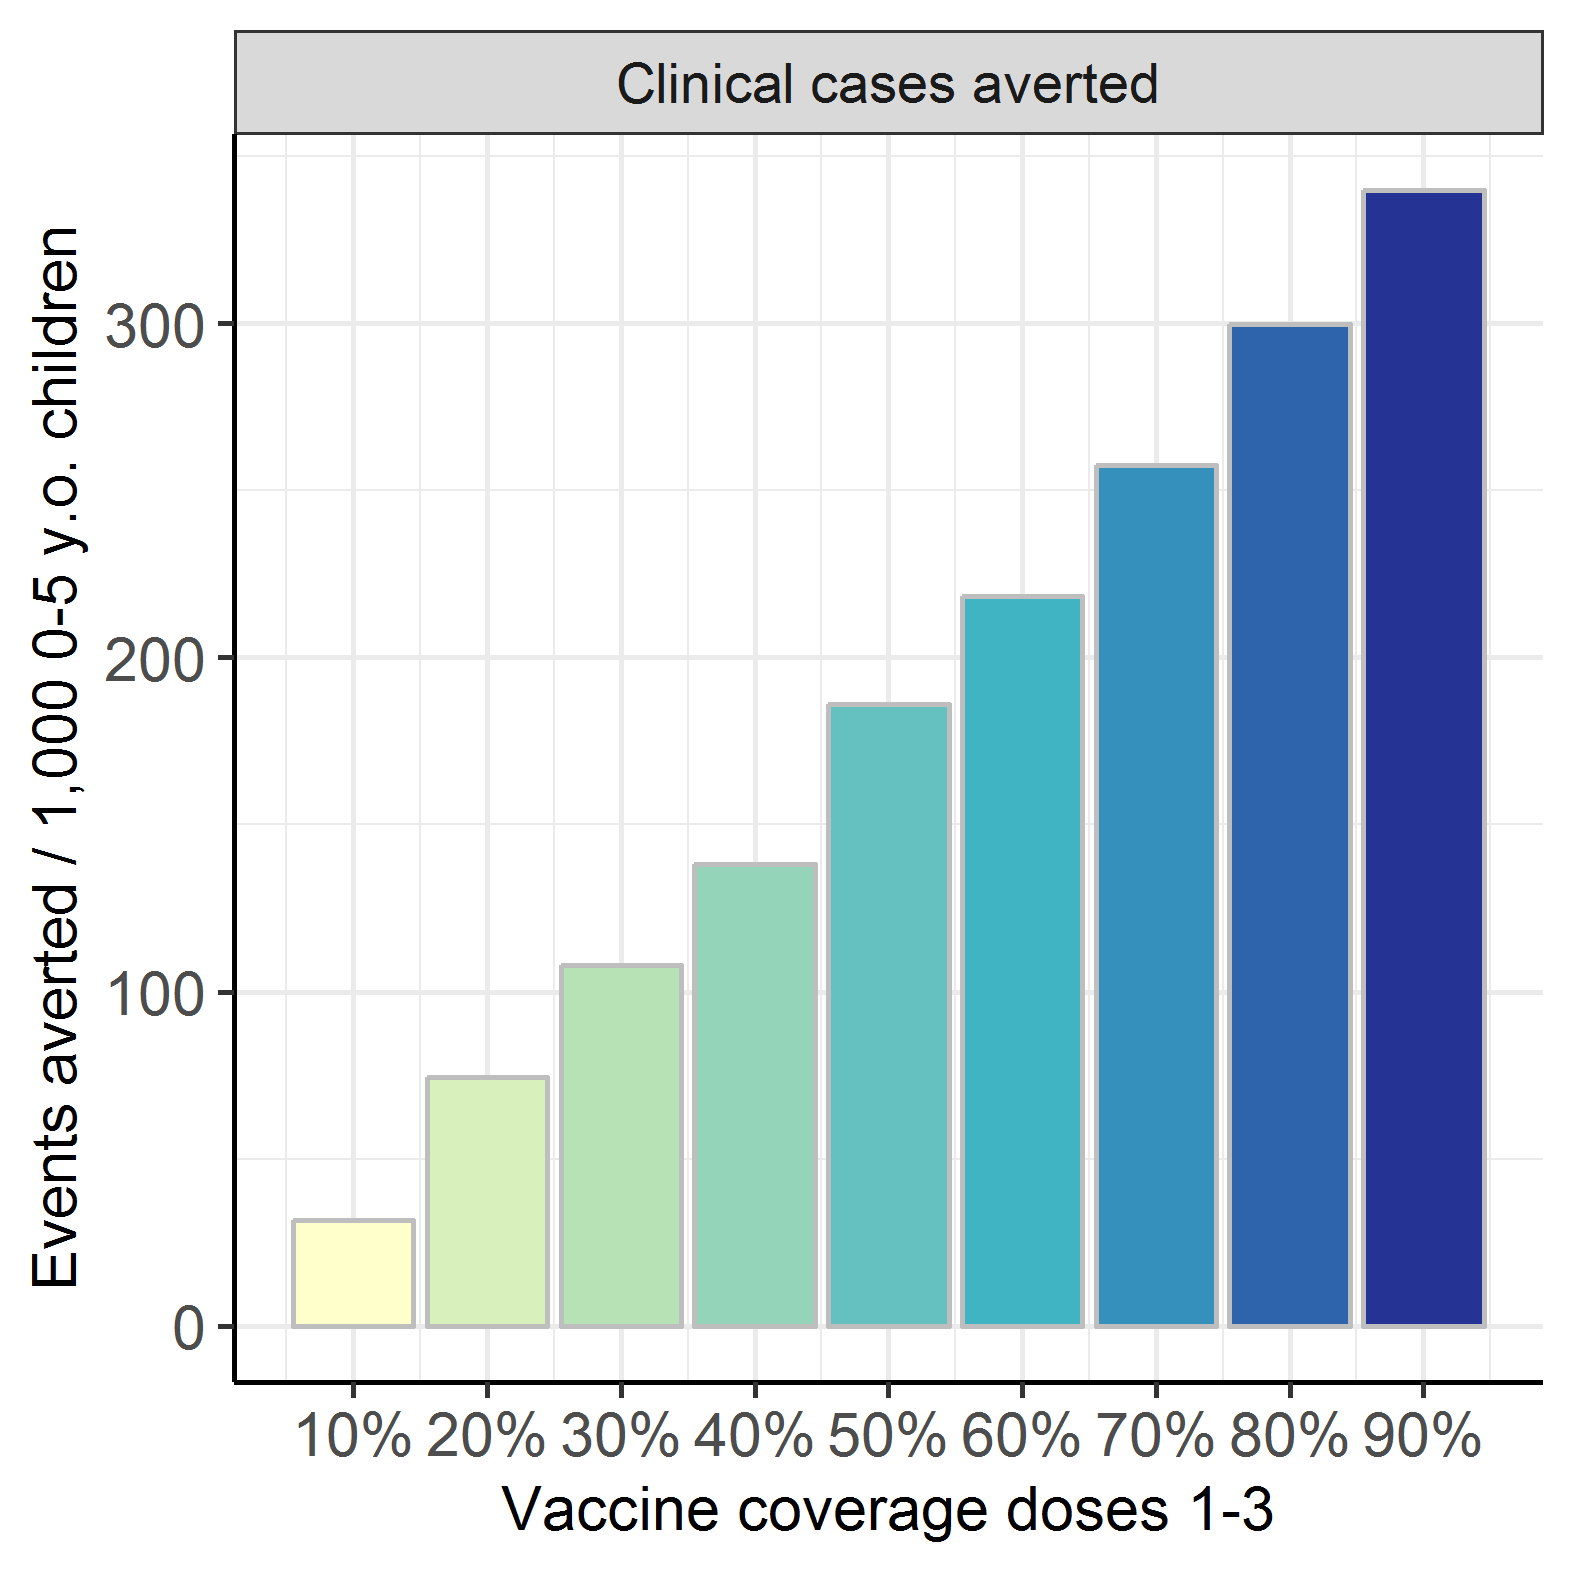 Clinical cases averted
Events averted / 1,000 0-5 y.o. children
300
200
100
0
10% 20% 30% 40% 50% 60% 70% 80% 90%
Vaccine coverage doses 1-3